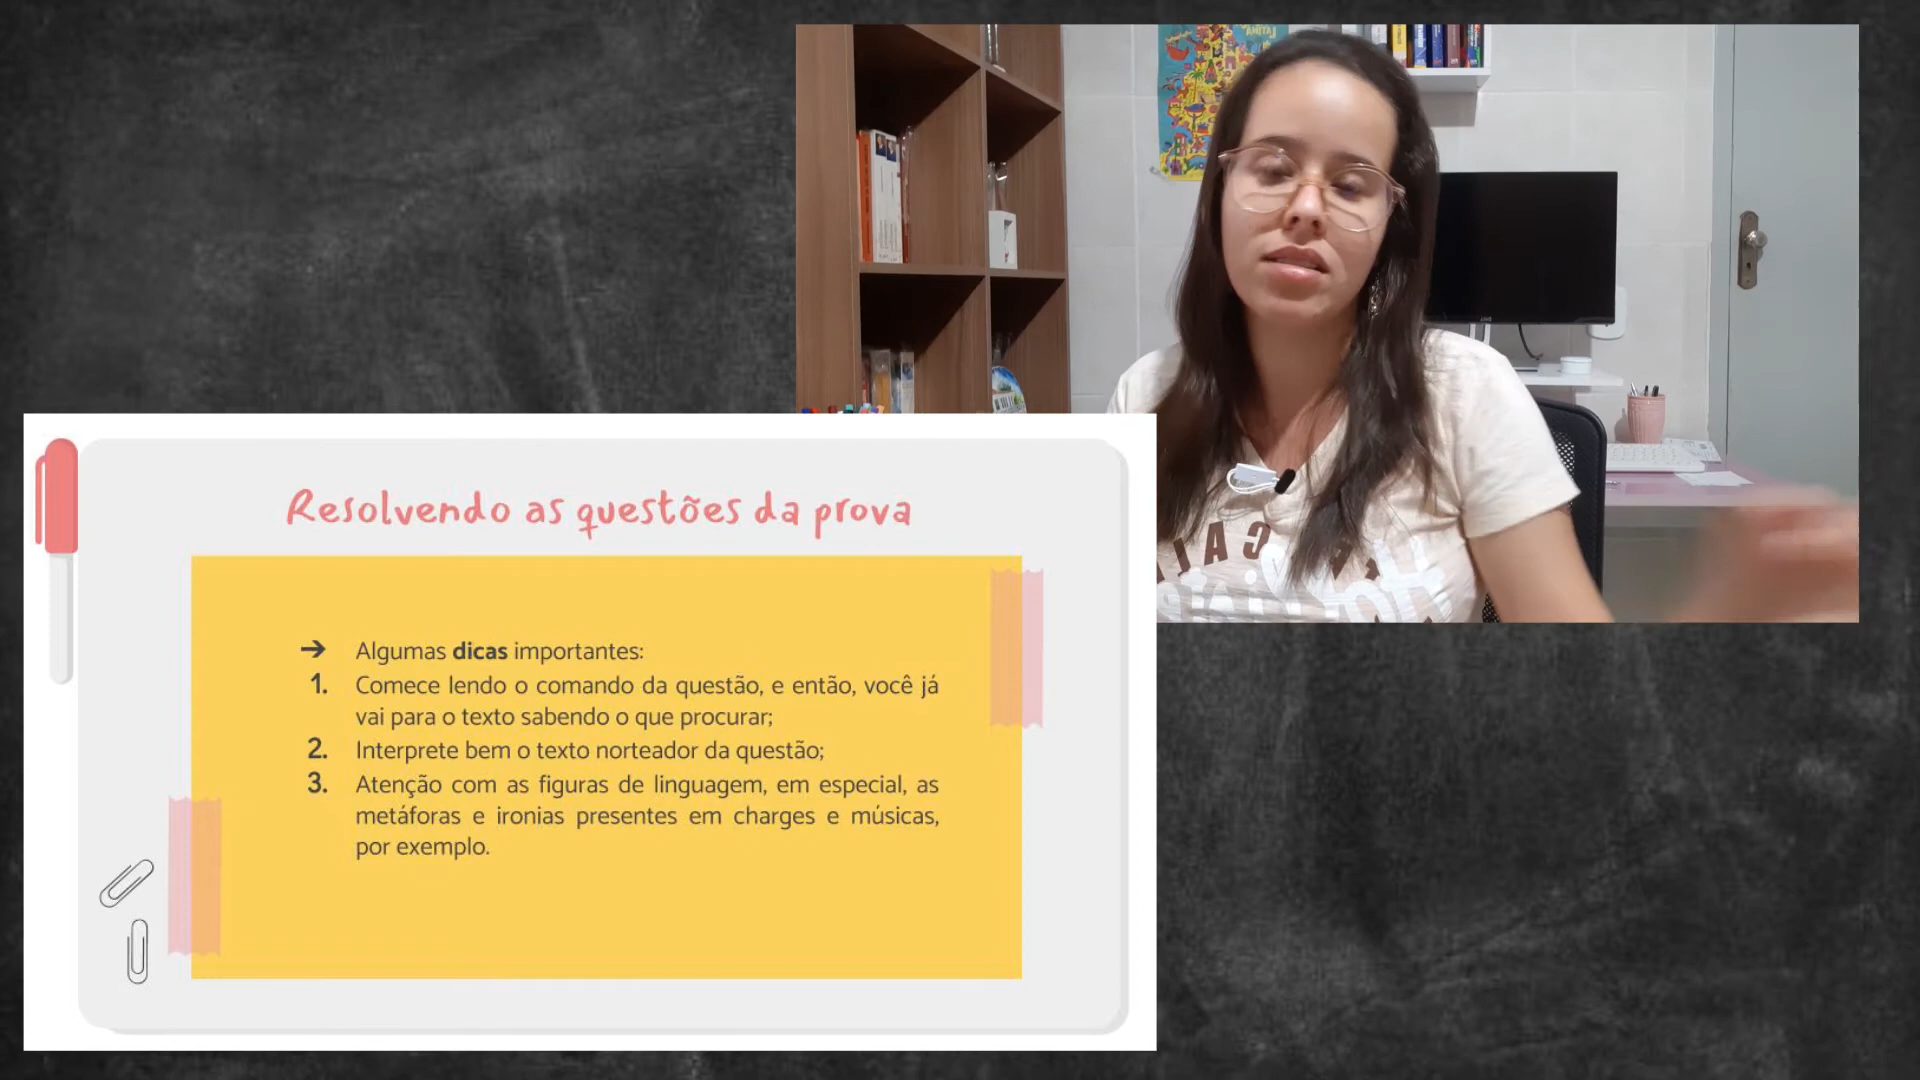 Resolvendo as questões da prova
➔ Algumas dicas importantes:
1. Comece lendo o comando da questão, e então, você já
vai para o texto sabendo o que procurar;
2. Interprete bem o texto norteador da questão;
3. Atenção com as figuras de linguagem, em especial, as
metáforas e ironias presentes em charges e músicas,
por exemplo.